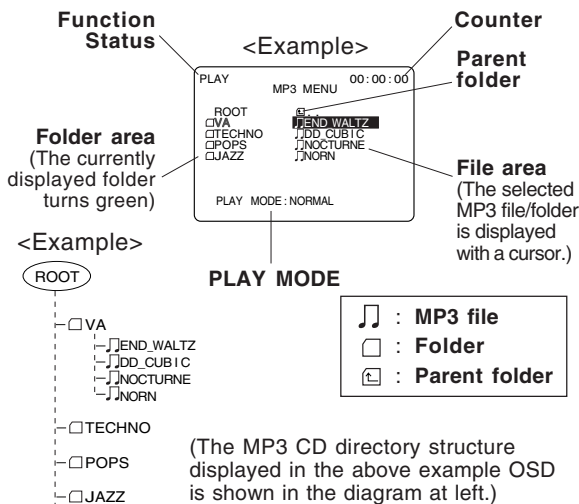 Function
Status
<Example>
Counter
Parent
folder
PLAY
00:00:00
MP3 MENU
ROOT
VA
TECHNO
POPS
JAZZ
..
END_WALTZ
DD_CUBIC
NOCTURNE
NORN
PLAY MODE:NORMAL
Folder area
(The currently
displayed folder
turns green)
File area
(The selected
MP3 file/folder
is displayed
with a cursor.)
PLAY MODE
<Example>
ROOT
VA
END_WALTZ
DD_CUBIC
NOCTURNE
NORN
TECHNO
POPS
JAZZ
: MP3 file
: Folder
: Parent folder
(The MP3 CD directory structure
displayed in the above example OSD
is shown in the diagram at left.)